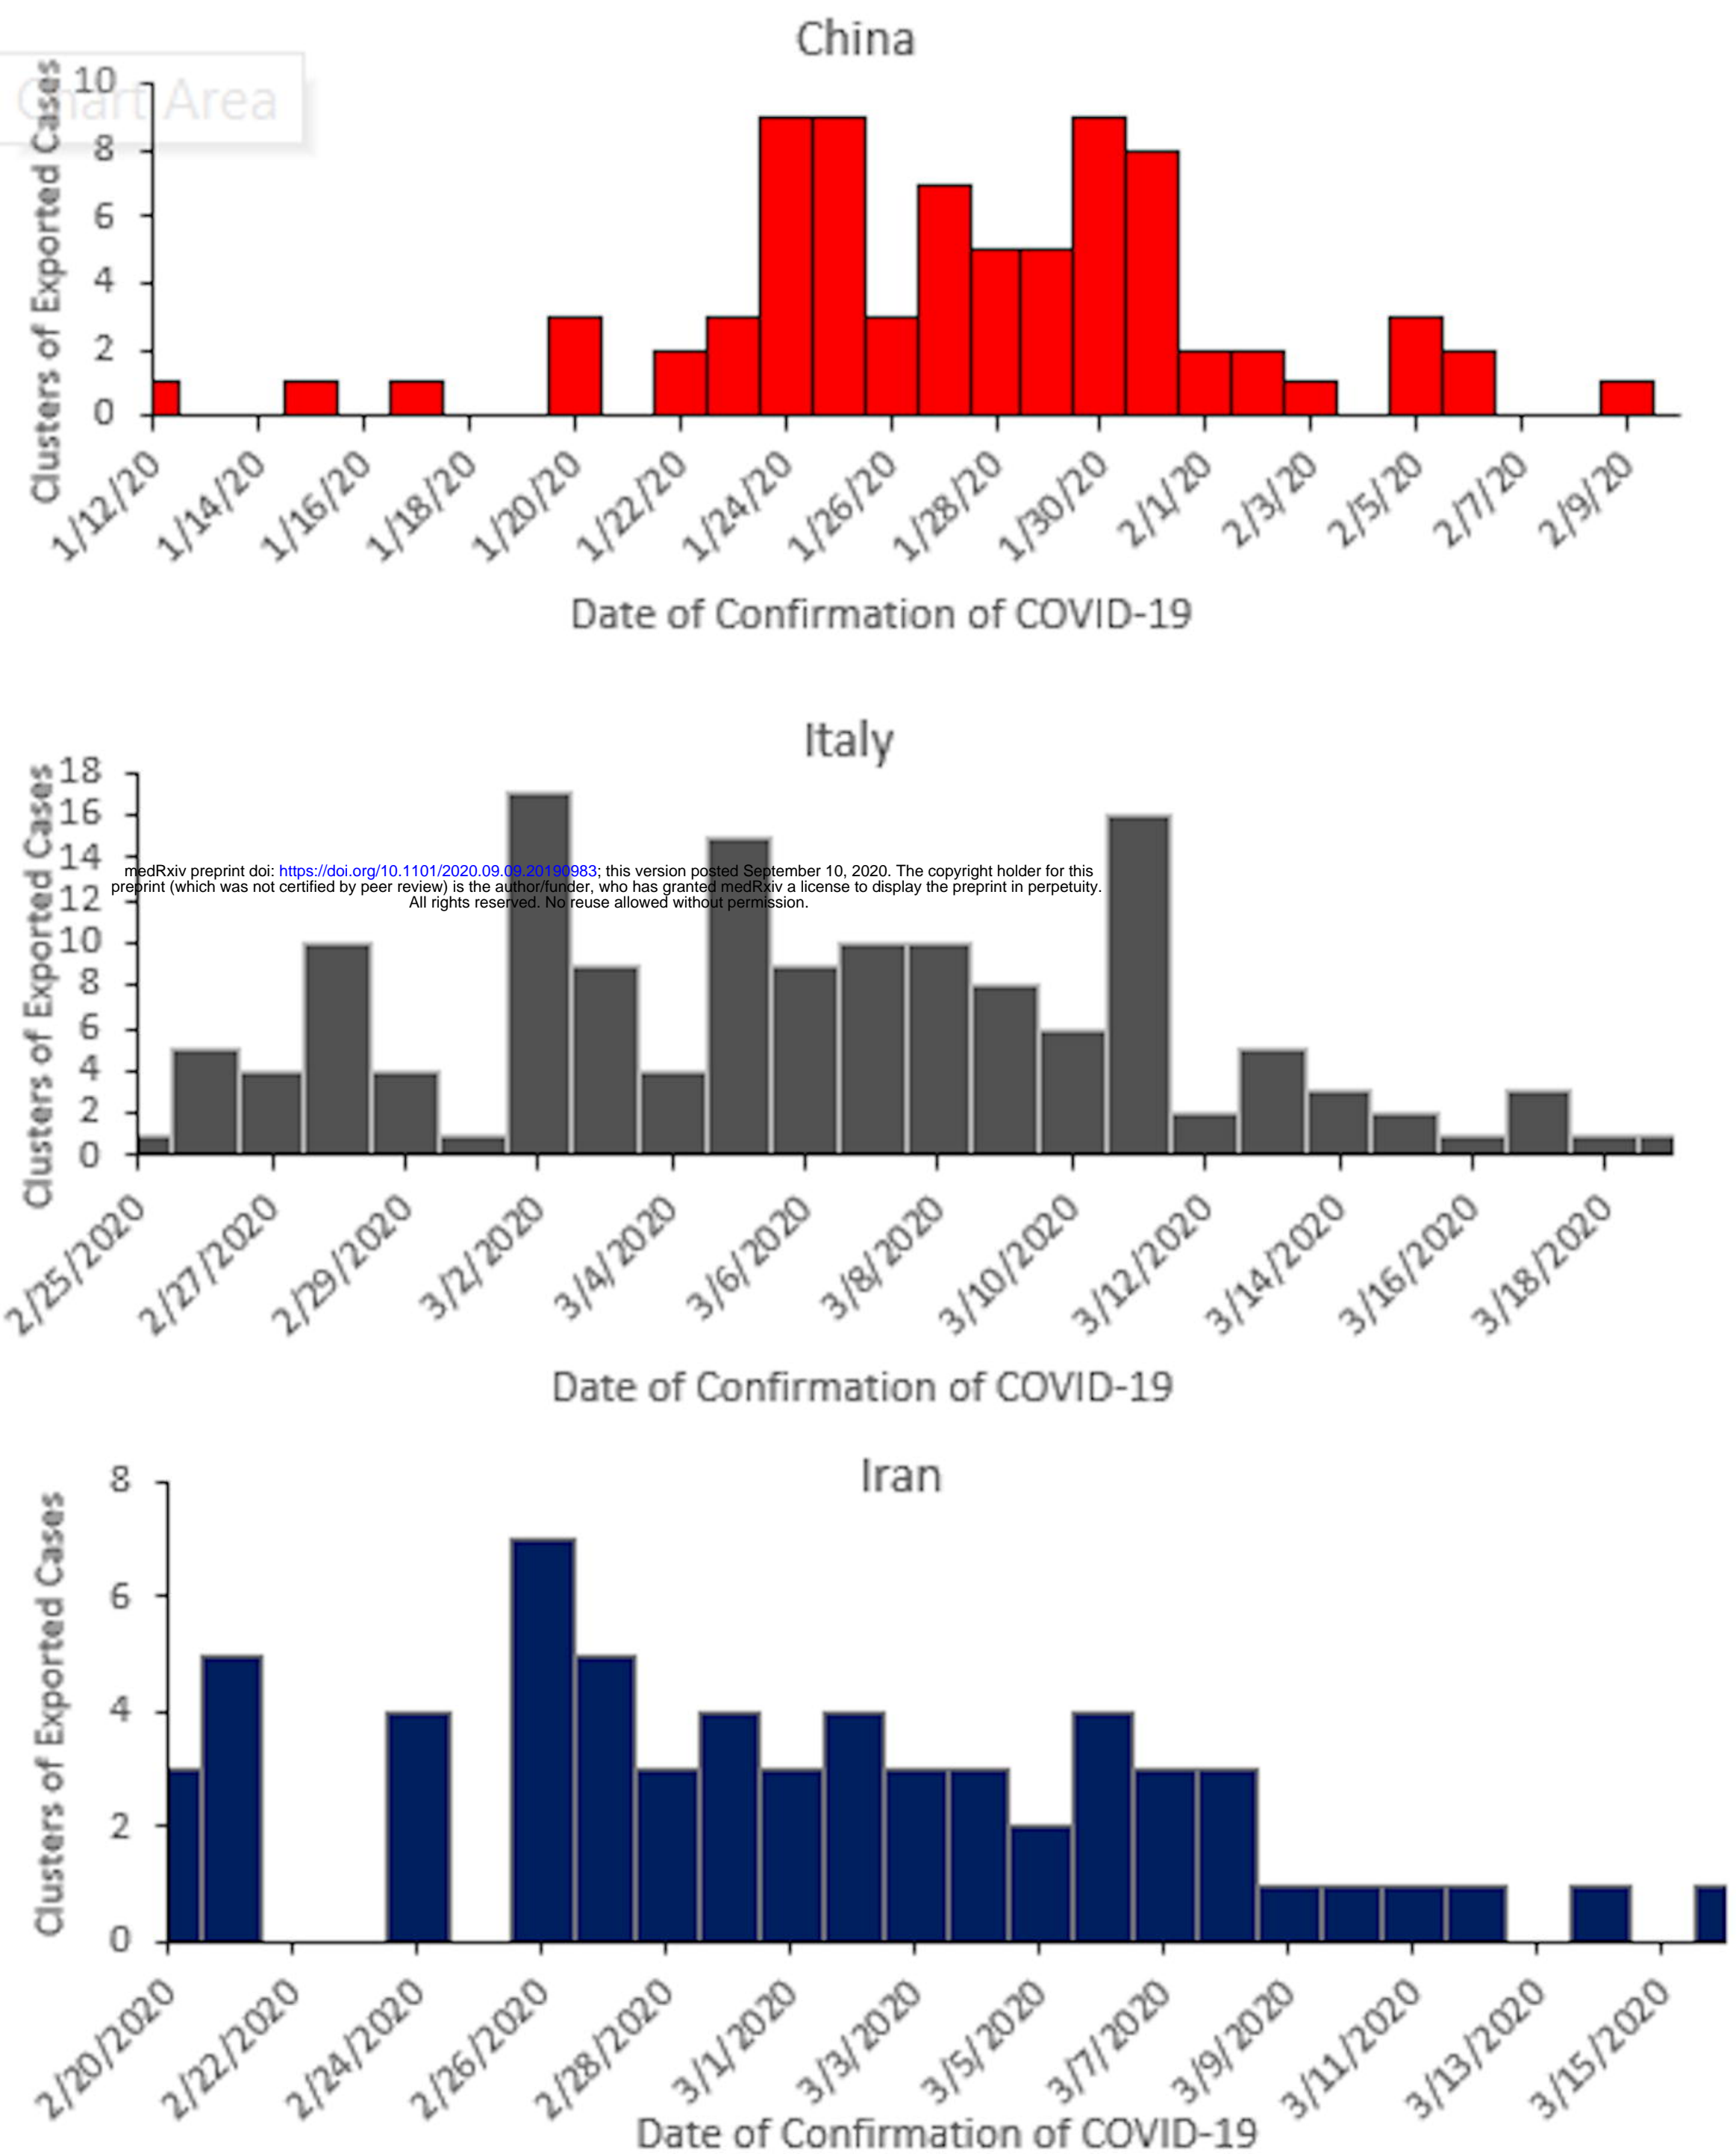 China
Chart Area
Clusters of Exported Cases
10
8
6
4
2
0
1/12/20 1/14/20 1/16/20 1/18/20 1/20/20 1/22/20 1/24/20 1/26/20 1/28/20 1/30/20 2/1/20 2/3/20 2/5/20 2/7/20 2/9/20
Date of Confirmation of COVID-19
Italy
Clusters of Exported Cases
18
16
14
medRxiv preprint doi: https://doi.org/10.1101/2020.09.09.20190983; this version posted September 10, 2020. The copyright holder for this
preprint (which was not certified by peer review) is the author/funder, who has granted medRxiv a license to display the preprint in perpetuity.
All rights reserved. No reuse allowed without permission.
12
10
8
6
4
2
0
2/25/2020 2/27/2020 2/29/2020 3/2/2020 3/4/2020 3/6/2020 3/8/2020 3/10/2020 3/12/2020 3/14/2020 3/16/2020 3/18/2020
Date of Confirmation of COVID-19
Iran
Clusters of Exported Cases
8
6
4
2
0
2/20/2020 2/22/2020 2/24/2020 2/26/2020 2/28/2020 3/1/2020 3/3/2020 3/5/2020 3/7/2020 3/9/2020 3/11/2020 3/13/2020 3/15/2020
Date of Confirmation of COVID-19